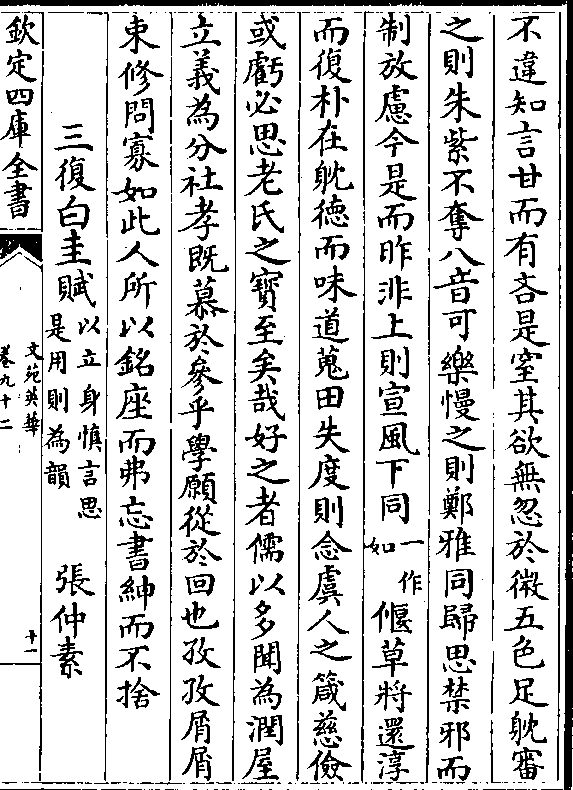 不違知言甘而有吝是窒其欲無忽於微五色足躭審
之則朱紫不奪八音可樂慢之則鄭雅同歸思禁邪而
制放慮今是而昨非上則宣風下同一作如偃草將還淳
而復朴在躭德而味道蒐田失度則念虞人之箴慈儉
或虧必思老氏之寶至矣哉好之者儒以多聞為潤屋
立義為分社孝既慕於參乎學願從於回也孜孜屑屑
束修問寡如此人所以銘座而弗忘書紳而不捨
三復白圭賦以立身慎言思是用則為韻 張仲素
欽定四庫全書
文苑英華
卷九十二
十一